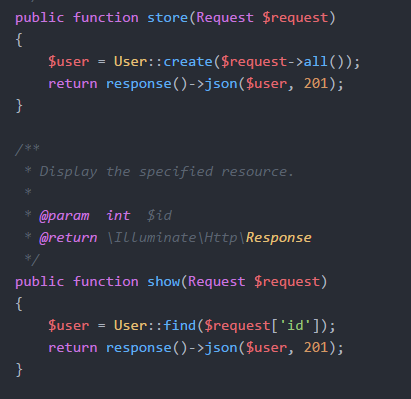 public function store(Request $request)
{
    $user = User::create($request->all());
    return response()->json($user, 201);
}

/**
 * Display the specified resource.
 *
 * @param  int  $id
 * @return \Illuminate\Http\Response
 */
public function show(Request $request)
{
    $user = User::find($request['id']);
    return response()->json($user, 201);
}